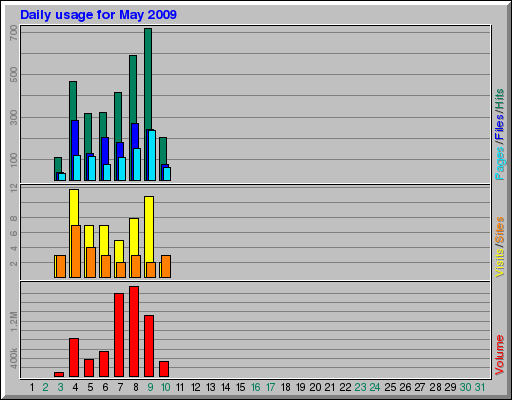 Daily usage for May 2009
700
500
300
100
Pages/Files/Hits
12
8
6
4
2
Visits/Sites
1.2M
400k
Volume
1 2 3 4 5 6 7 8 9 10 11 12 13 14 15 16 17 18 19 20 21 22 23 24 25 26 27 28 29 30 31